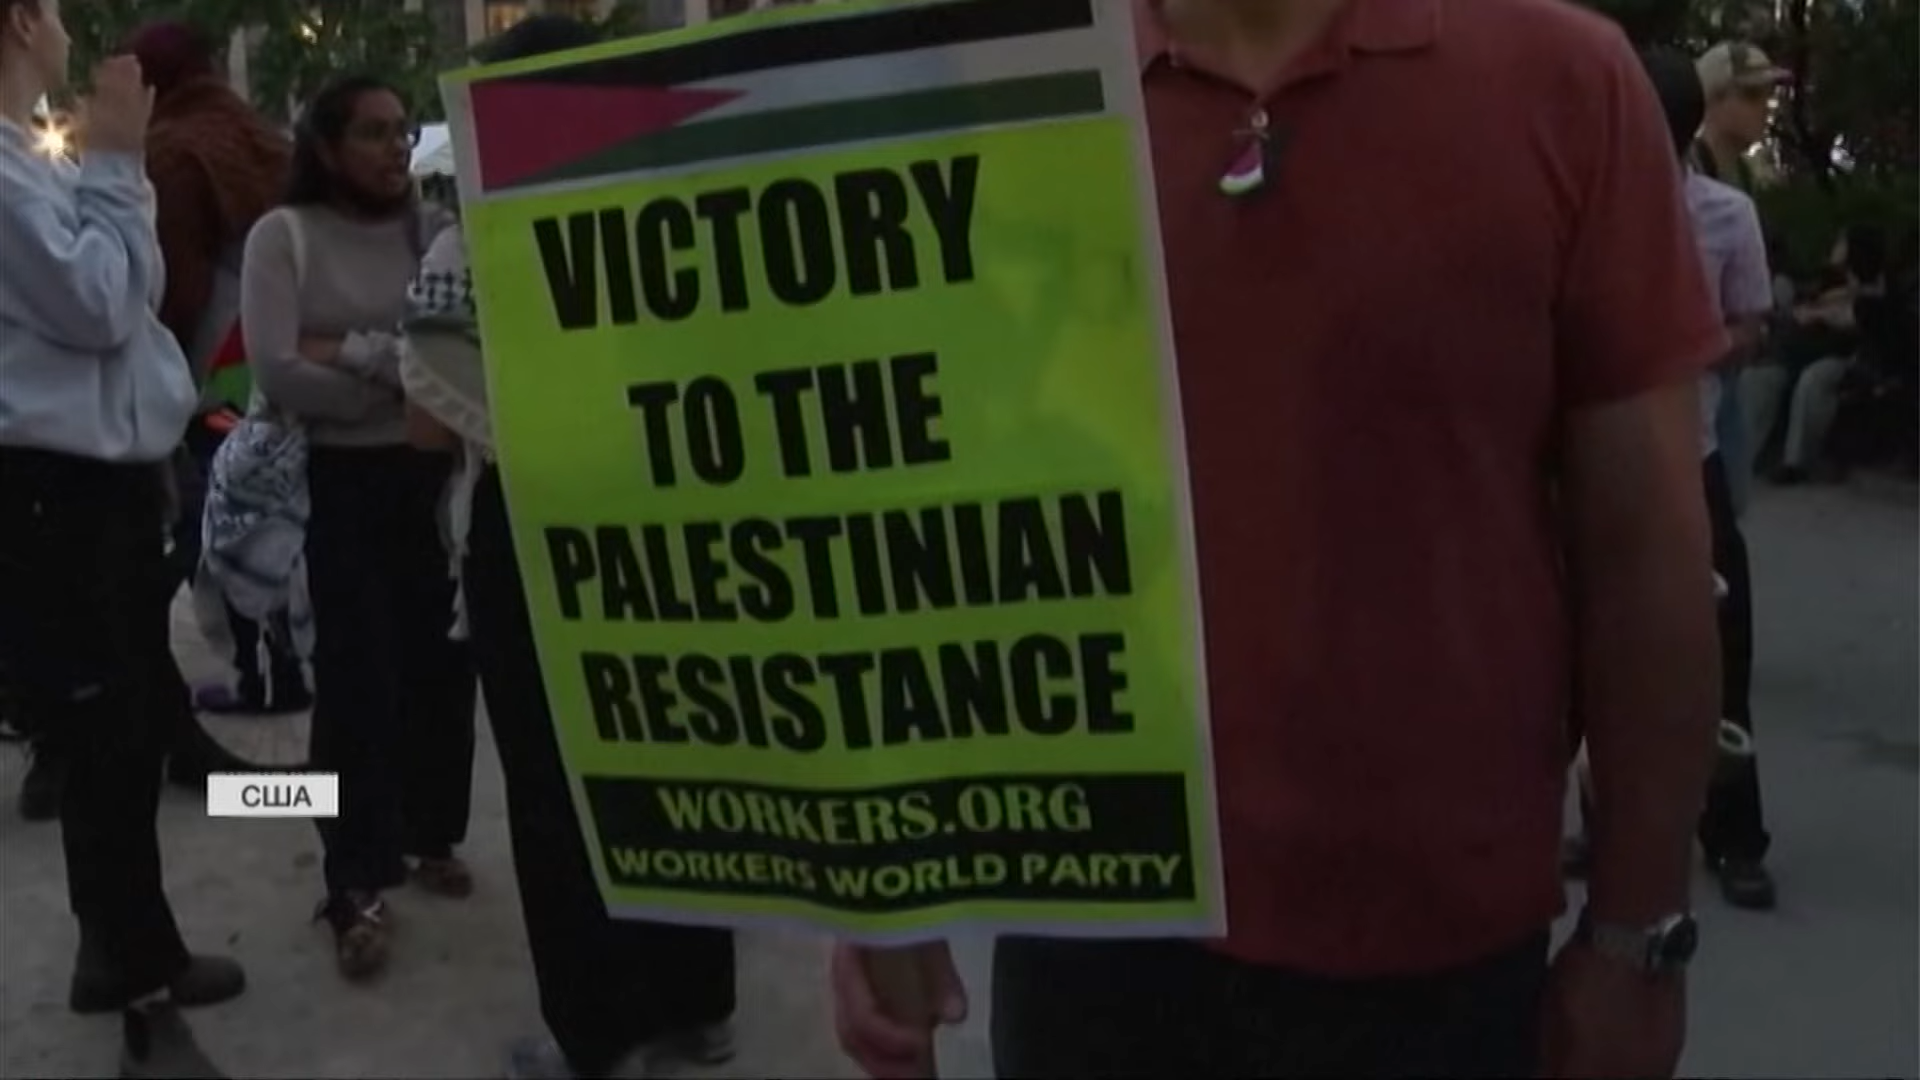 VICTORY
TO THE
PALESTINIAN
RESISTANCE
WORKERS.ORG
WORKERS WORLD PARTY
США